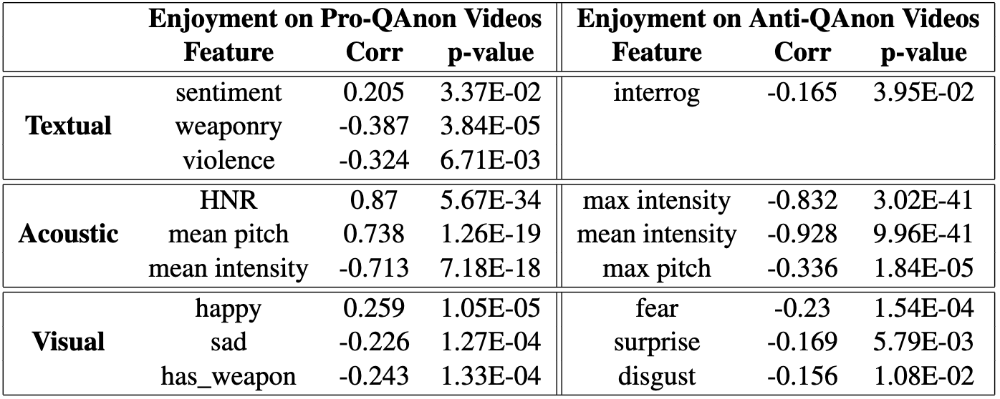 Enjoyment on Pro-QAnon Videos Enjoyment on Anti-QAnon Videos
Feature Corr p-value Feature Corr p-value
sentiment 0.205 3.37E-02 interrog -0.165 3.95E-02
Textual weaponry -0.387 3.84E-05
violence -0.324 6.71E-03
HNR 0.87 5.67E-34 max intensity -0.832 3.02E-41
Acoustic mean pitch 0.738 1.26E-19 mean intensity -0.928 9.96E-41
mean intensity -0.713 7.18E-18 max pitch -0.336 1.84E-05
happy 0.259 1.05E-05 fear -0.23 1.54E-04
Visual sad -0.226 1.27E-04 surprise -0.169 5.79E-03
has_weapon -0.243 1.33E-04 disgust -0.156 1.08E-02